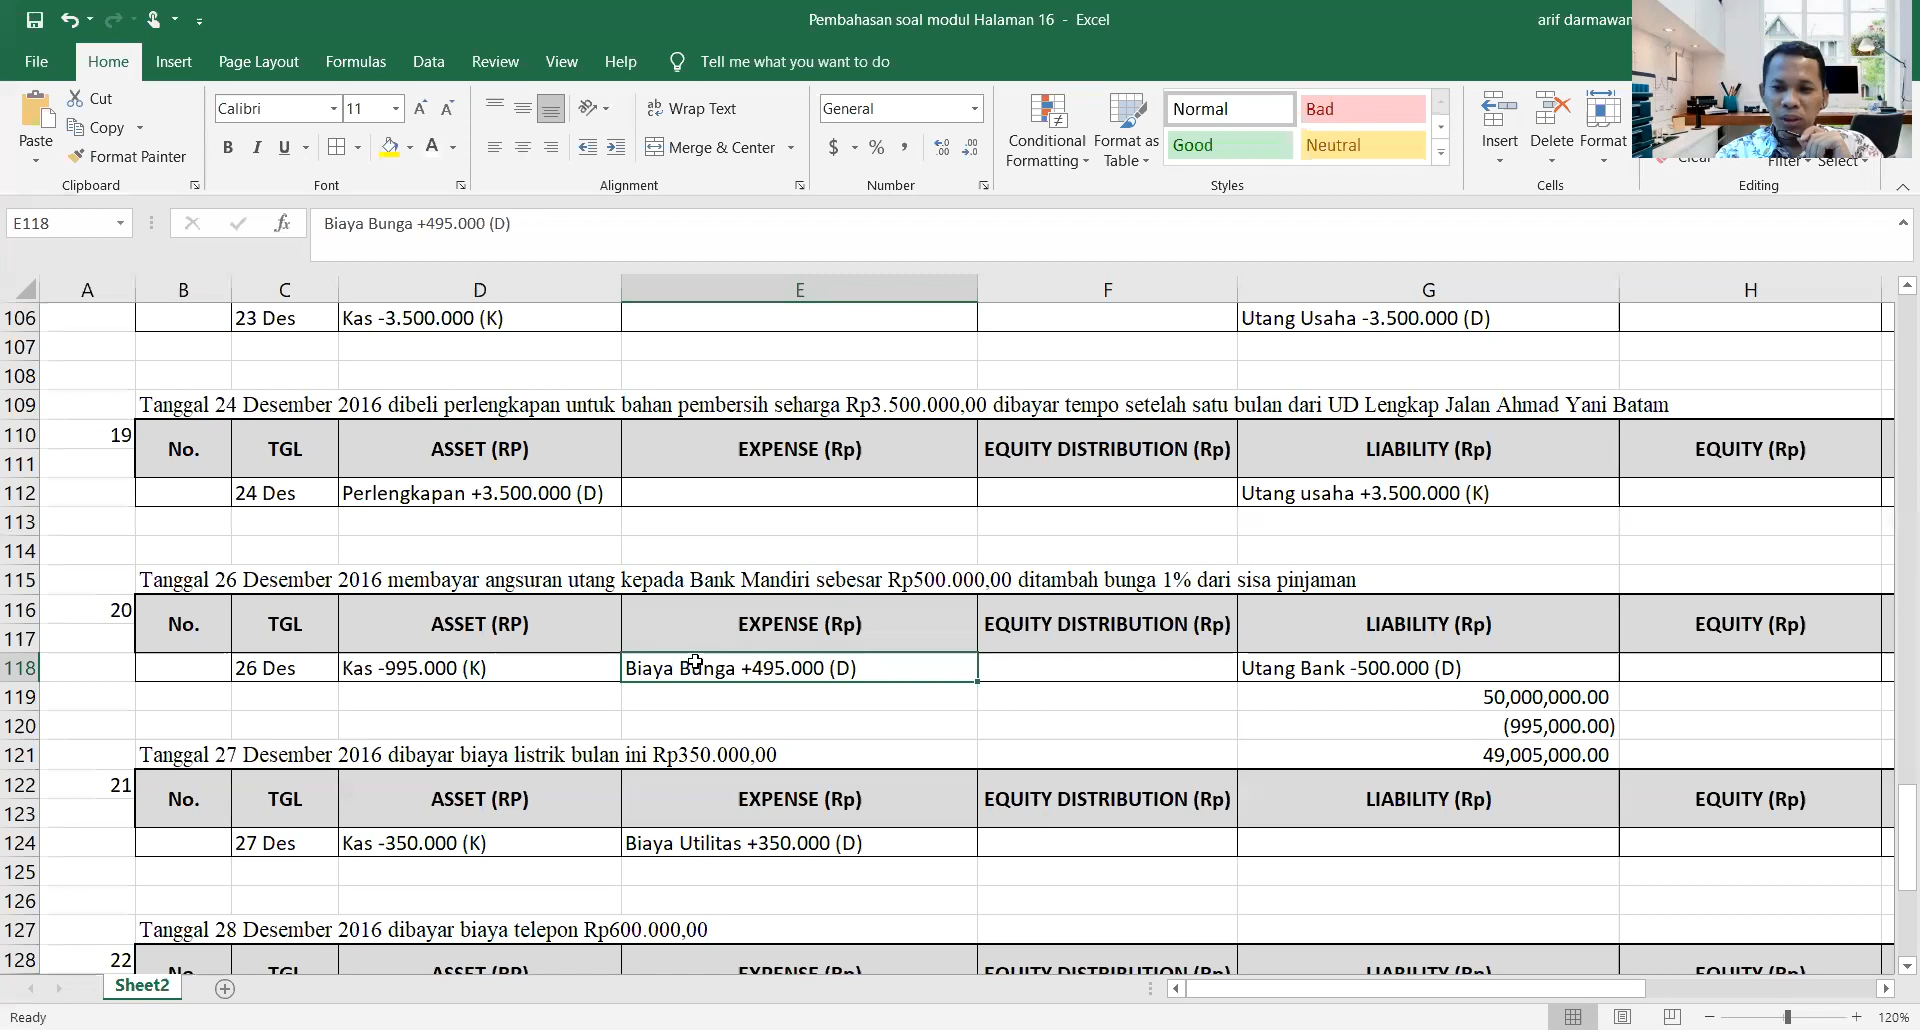 Pembahasan soal modul Halaman 16 - Excel
arif darmawan
File Home Insert Page Layout Formulas Data Review View Help Tell me what you want to do
Paste
Cut
Copy
Format Painter
Clipboard
Calibri 11
B I U A
Font
Wrap Text
Merge & Center
Alignment
General
$ % ,
Number
Conditional Formatting
Format as Table
Normal Bad
Good Neutral
Styles
Insert Delete Format
Cells
Clear
Filter Select
Editing
E118 fx Biaya Bunga +495.000 (D)
A B C D E F G H
106 23 Des Kas -3.500.000 (K) Utang Usaha -3.500.000 (D)
107
108
109 Tanggal 24 Desember 2016 dibeli perlengkapan untuk bahan pembersih seharga Rp3.500.000,00 dibayar tempo setelah satu bulan dari UD Lengkap Jalan Ahmad Yani Batam
110 19 No. TGL ASSET (RP) EXPENSE (Rp) EQUITY DISTRIBUTION (Rp) LIABILITY (Rp) EQUITY (Rp)
111
112 24 Des Perlengkapan +3.500.000 (D) Utang usaha +3.500.000 (K)
113
114
115 Tanggal 26 Desember 2016 membayar angsuran utang kepada Bank Mandiri sebesar Rp500.000,00 ditambah bunga 1% dari sisa pinjaman
116 20 No. TGL ASSET (RP) EXPENSE (Rp) EQUITY DISTRIBUTION (Rp) LIABILITY (Rp) EQUITY (Rp)
117
118 26 Des Kas -995.000 (K) Biaya Bunga +495.000 (D) Utang Bank -500.000 (D)
119 50,000,000.00
120 (995,000.00)
121 Tanggal 27 Desember 2016 dibayar biaya listrik bulan ini Rp350.000,00 49,005,000.00
122 21 No. TGL ASSET (RP) EXPENSE (Rp) EQUITY DISTRIBUTION (Rp) LIABILITY (Rp) EQUITY (Rp)
123
124 27 Des Kas -350.000 (K) Biaya Utilitas +350.000 (D)
125
126
127 Tanggal 28 Desember 2016 dibayar biaya telepon Rp600.000,00
128 22 No. TGL ASSET (RP) EXPENSE (Rp) EQUITY DISTRIBUTION (Rp) LIABILITY (Rp) EQUITY (Rp)
Sheet2
Ready 120%